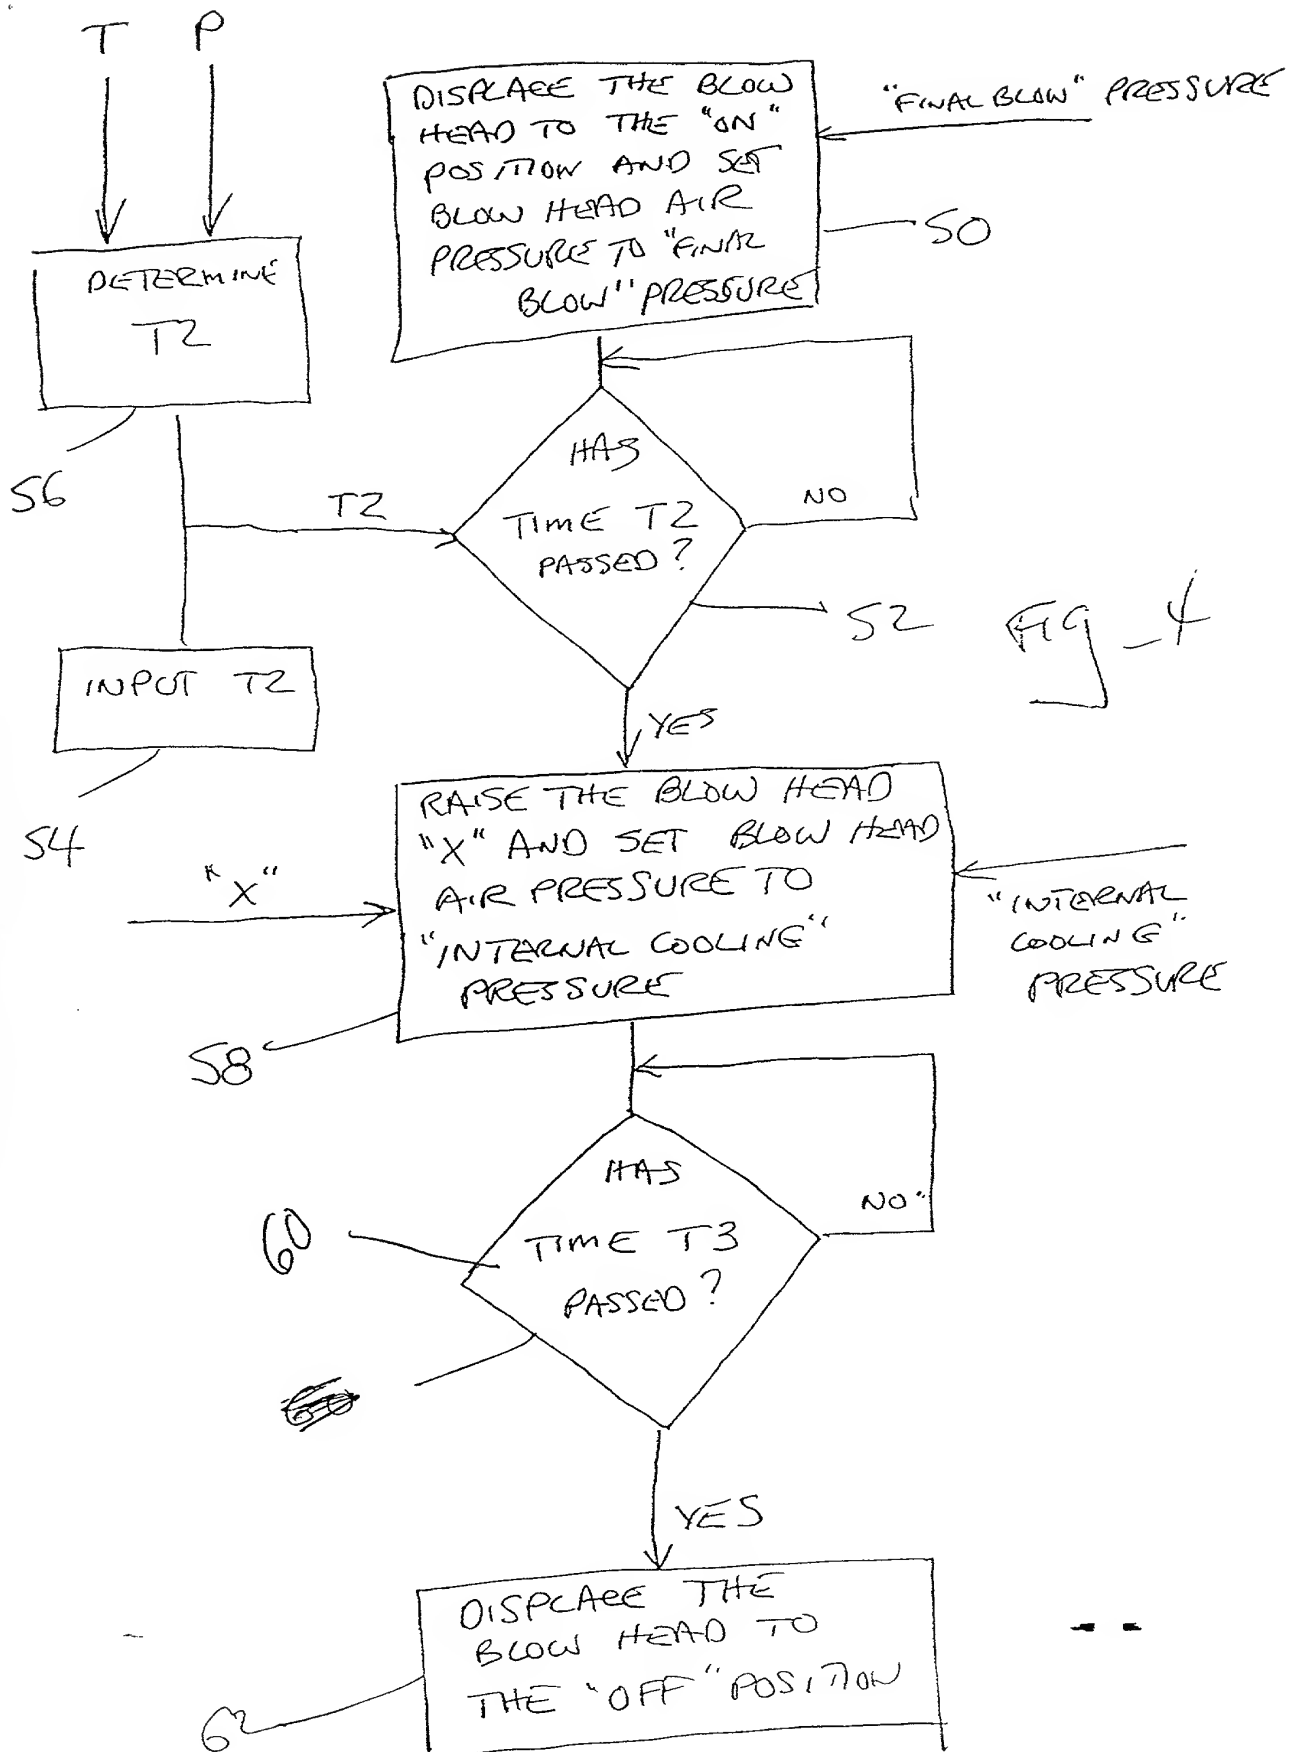 T P
DISPLACE THE BLOW
HEAD TO THE "ON"
POSITION AND SET
BLOW HEAD AIR
PRESSURE TO "FINAL
BLOW" PRESSURE
"FINAL BLOW" PRESSURE
50
DETERMINE
T2
56
T2
HAS
TIME T2
PASSED?
NO
52
FIG_4
INPUT T2
54
YES
RAISE THE BLOW HEAD
"X" AND SET BLOW HEAD
AIR PRESSURE TO
"INTERNAL COOLING"
PRESSURE
"X"
"INTERNAL
COOLING"
PRESSURE
58
HAS
TIME T3
PASSED?
NO"
60
YES
DISPLACE THE
BLOW HEAD TO
THE "OFF" POSITION
62